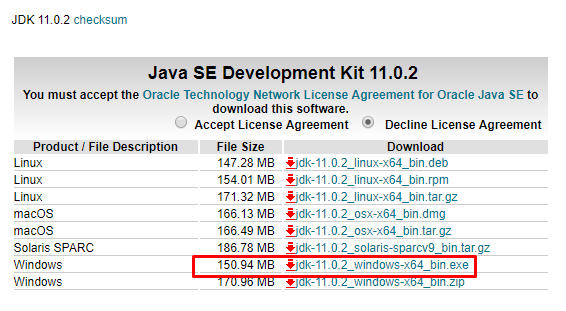 JDK 11.0.2 checksum
Java SE Development Kit 11.0.2
You must accept the Oracle Technology Network License Agreement for Oracle Java SE to
download this software.
Accept License Agreement Decline License Agreement
Product / File Description File Size Download
Linux 147.28 MB jdk-11.0.2_linux-x64_bin.deb
Linux 154.01 MB jdk-11.0.2_linux-x64_bin.rpm
Linux 171.32 MB jdk-11.0.2_linux-x64_bin.tar.gz
macOS 166.13 MB jdk-11.0.2_osx-x64_bin.dmg
macOS 166.49 MB jdk-11.0.2_osx-x64_bin.tar.gz
Solaris SPARC 186.78 MB jdk-11.0.2_solaris-sparcv9_bin.tar.gz
Windows 150.94 MB jdk-11.0.2_windows-x64_bin.exe
Windows 170.96 MB jdk-11.0.2_windows-x64_bin.zip